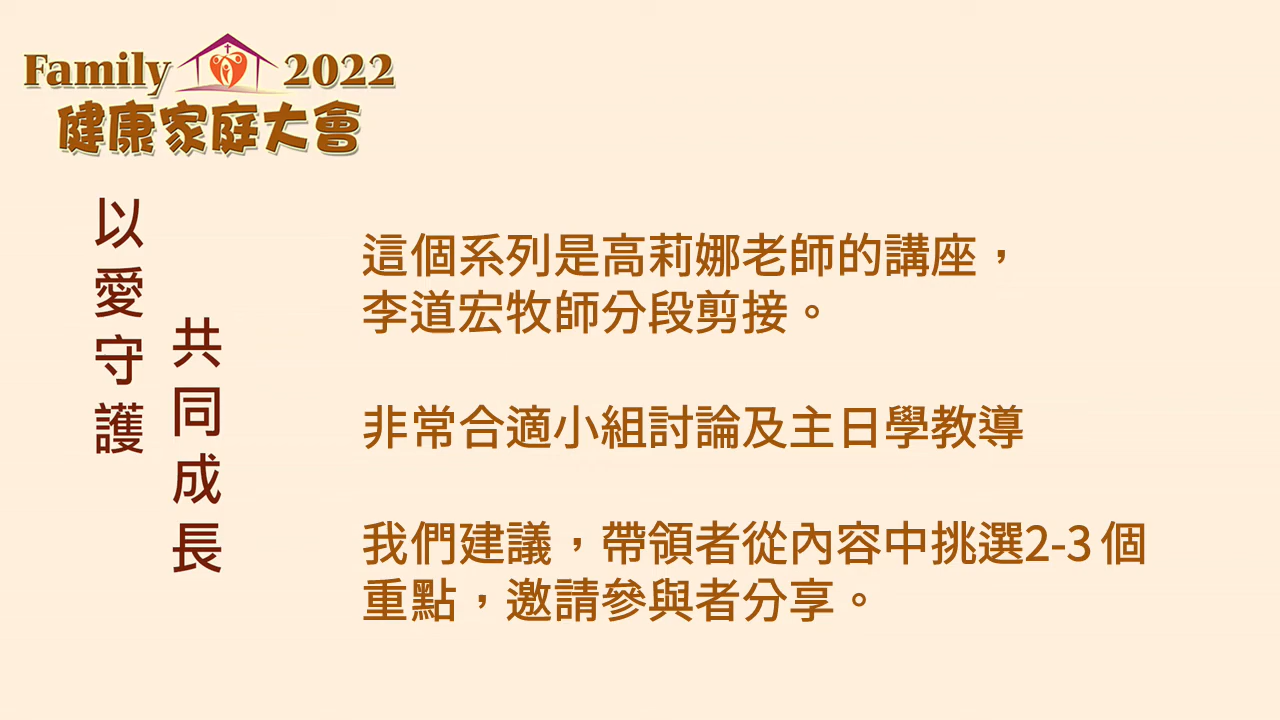 Family 2022
健康家庭大會
以愛守護
共同成長
這個系列是高莉娜老師的講座，
李道宏牧師分段剪接。
非常合適小組討論及主日學教導
我們建議，帶領者從內容中挑選2-3個
重點，邀請參與者分享。